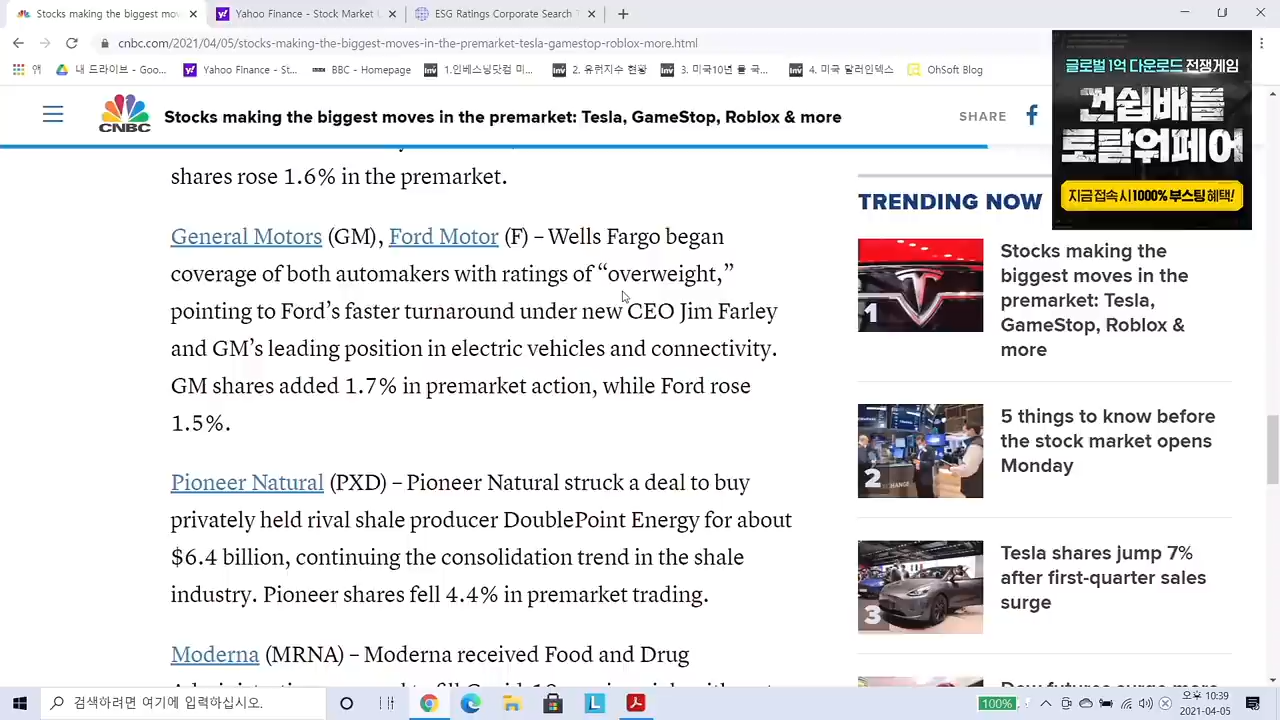 Stocks making the biggest mov
Yahoo Finance - Stock Market L
ESG Ratings Corporate Search T
cnbc.com/2021/04/05/stocks-making-the-biggest-moves-in-the-premarket-tesla-gamestop-roblox-more.html
앱
내 드라이브 - Goo...
Yahoo Finance - St...
BBC - Homepage
1.인베스팅닷컴 미...
2. 유뤄지수 현황
3. 미국10년 률 국...
4. 미국 달러인덱스
OhSoft Blog
글로벌 1억 다운로드 전쟁게임
건쉽배틀
토탈워페어
지금 접속 시 1000% 부스팅 혜택!
CNBC
Stocks making the biggest moves in the premarket: Tesla, GameStop, Roblox & more
SHARE
shares rose 1.6% in the premarket.
General Motors (GM), Ford Motor (F) – Wells Fargo began
coverage of both automakers with ratings of “overweight,”
pointing to Ford’s faster turnaround under new CEO Jim Farley
and GM’s leading position in electric vehicles and connectivity.
GM shares added 1.7% in premarket action, while Ford rose
1.5%.
Pioneer Natural (PXD) – Pioneer Natural struck a deal to buy
privately held rival shale producer DoublePoint Energy for about
$6.4 billion, continuing the consolidation trend in the shale
industry. Pioneer shares fell 4.4% in premarket trading.
Moderna (MRNA) – Moderna received Food and Drug
TRENDING NOW
1
Stocks making the
biggest moves in the
premarket: Tesla,
GameStop, Roblox &
more
2
5 things to know before
the stock market opens
Monday
3
Tesla shares jump 7%
after first-quarter sales
surge
검색하려면 여기에 입력하십시오.
100%
오후 10:39
2021-04-05